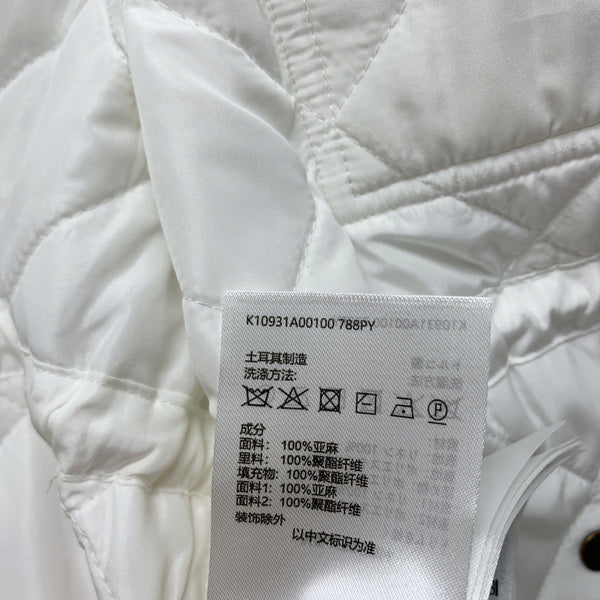 K10931A00100 788PY
土耳其制造
洗涤方法:
P
成分
面料: 100%亚麻
里料: 100%聚酯纤维
填充物: 100%聚酯纤维
面料1: 100%亚麻
面料2: 100%聚酯纤维
装饰除外
以中文标识为准